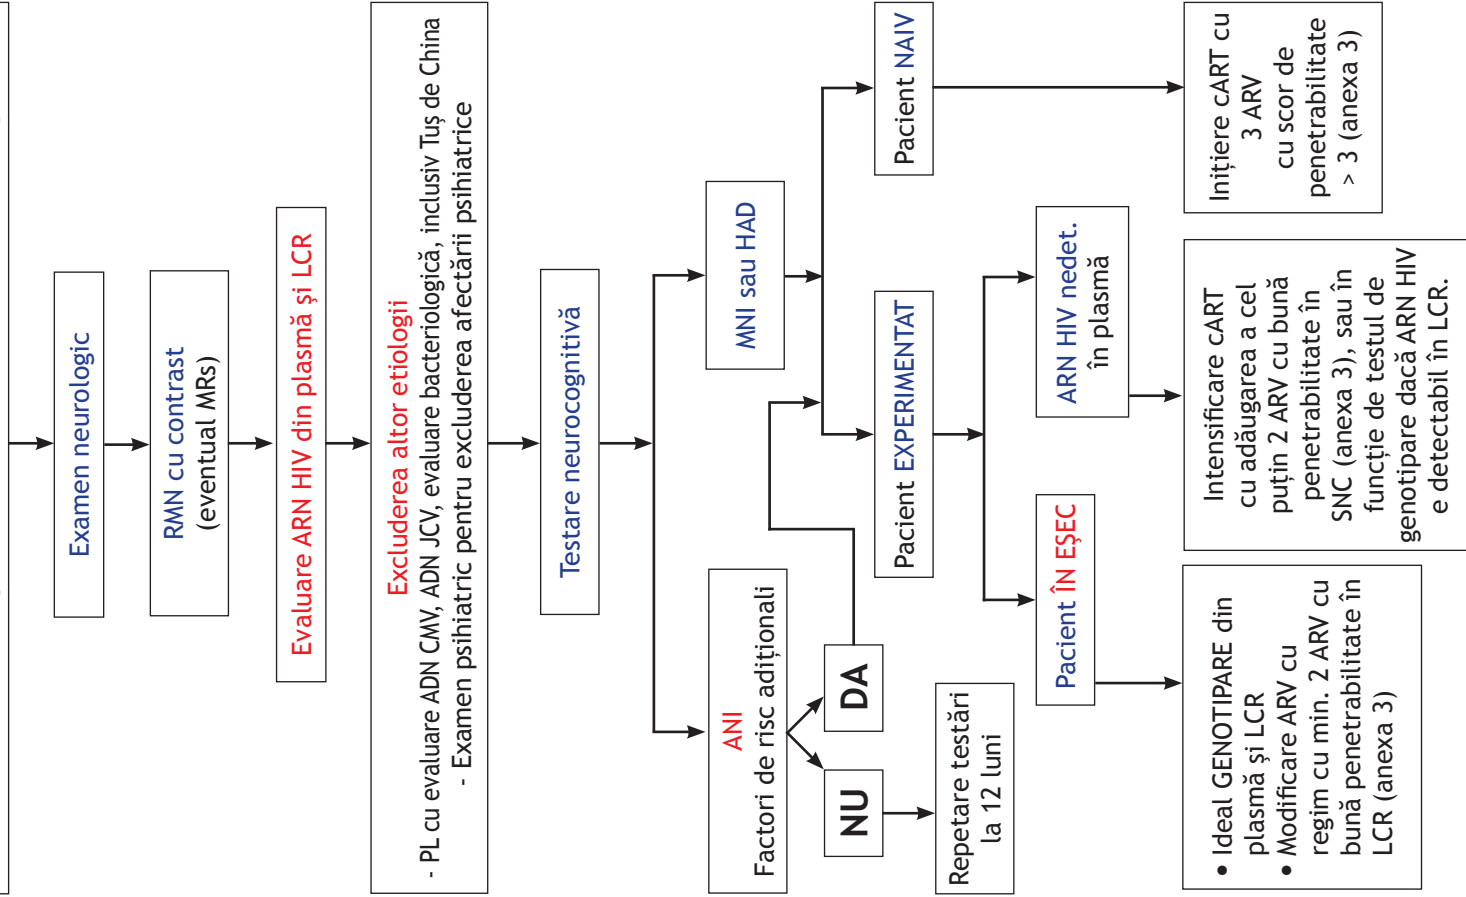 Examen neurologic
RMN cu contrast
(eventual MRs)
Evaluare ARN HIV din plasmă și LCR
Excluderea altor etiologii
- PL cu evaluare ADN CMV, ADN JCV, evaluare bacteriologică, inclusiv Tuș de China
- Examen psihiatric pentru excluderea afectării psihiatrice
Testare neurocognitivă
ANI
Factori de risc adiționali
MNI sau HAD
NU
DA
Repetare testări
la 12 luni
Pacient EXPERIMENTAT
Pacient NAIV
Pacient ÎN EȘEC
ARN HIV nedet.
în plasmă
• Ideal GENOTIPARE din
plasmă și LCR
• Modificare ARV cu
regim cu min. 2 ARV cu
bună penetrabilitate în
LCR (anexa 3)
Intensificare cART
cu adăugarea a cel
puțin 2 ARV cu bună
penetrabilitate în
SNC (anexa 3), sau în
funcție de testul de
genotipare dacă ARN HIV
e detectabil în LCR.
Inițiere cART cu
3 ARV
cu scor de
penetrabilitate
> 3 (anexa 3)